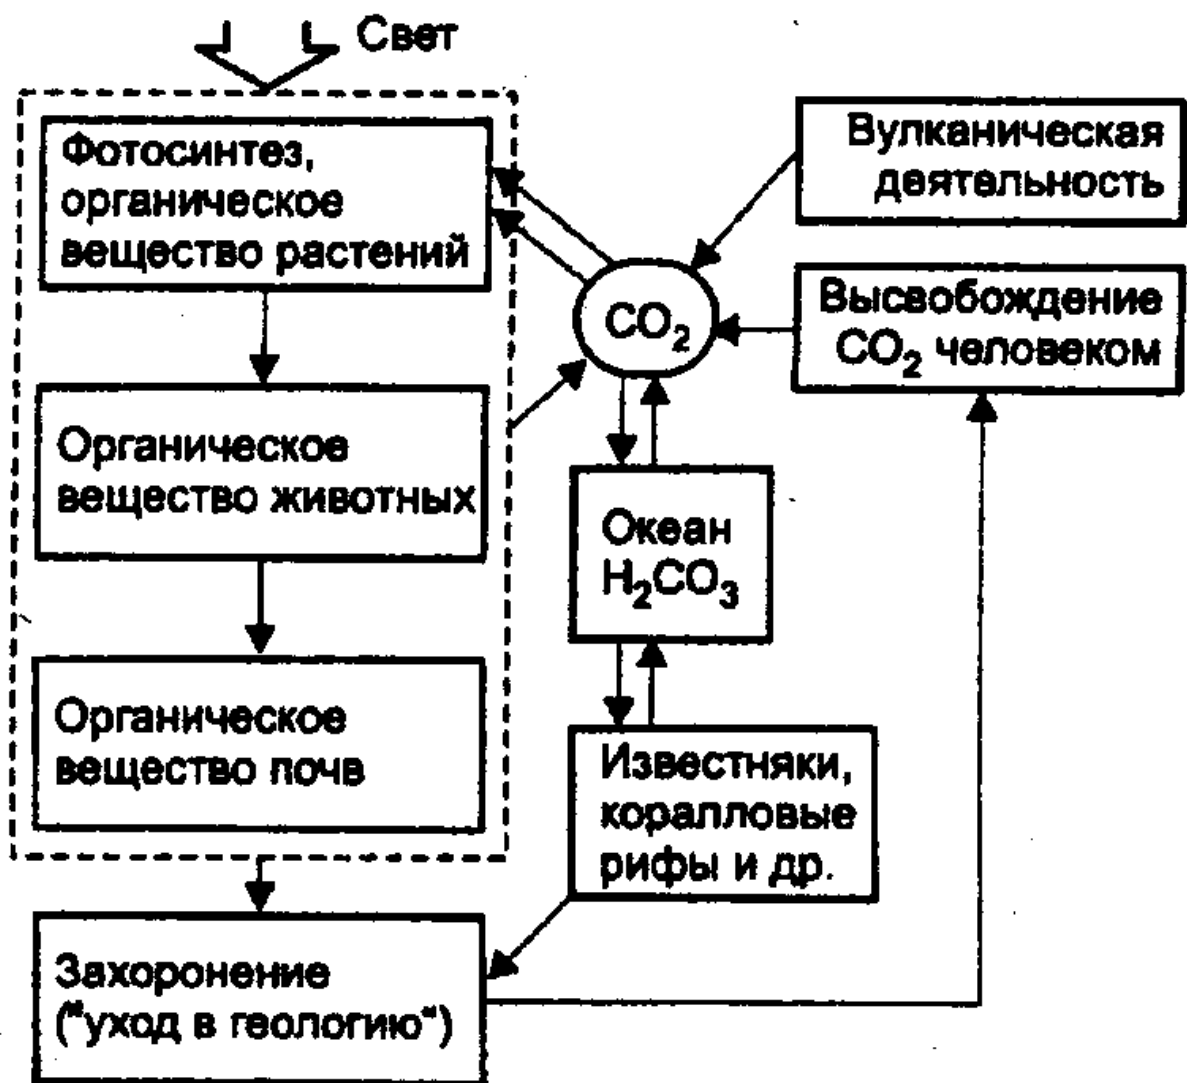 Свет
Фотосинтез,
органическое
вещество растений
Органическое
вещество животных
Органическое
вещество почв
Захоронение
("уход в геологию")
CO₂
Океан
H₂CO₃
Известняки,
коралловые
рифы и др.
Вулканическая
деятельность
Высвобождение
CO₂ человеком